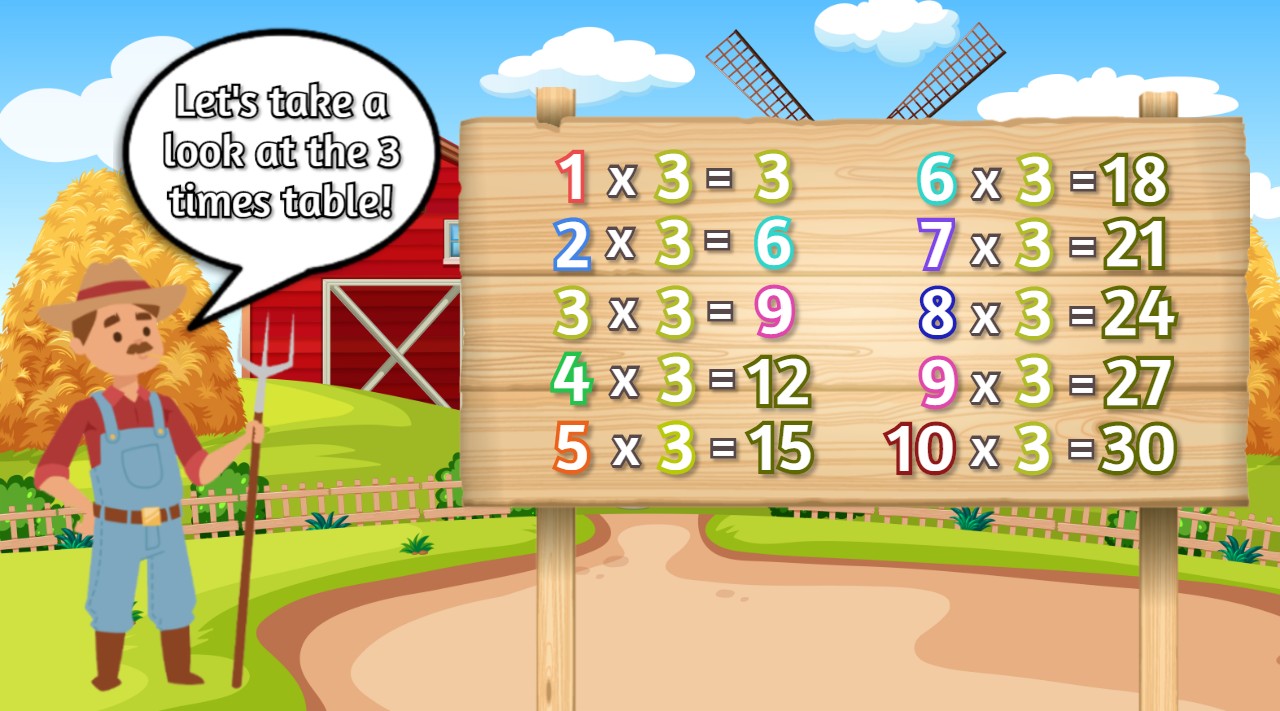 Let's take a
look at the 3
times table!
1 x 3 = 3
2 x 3 = 6
3 x 3 = 9
4 x 3 = 12
5 x 3 = 15
6 x 3 = 18
7 x 3 = 21
8 x 3 = 24
9 x 3 = 27
10 x 3 = 30